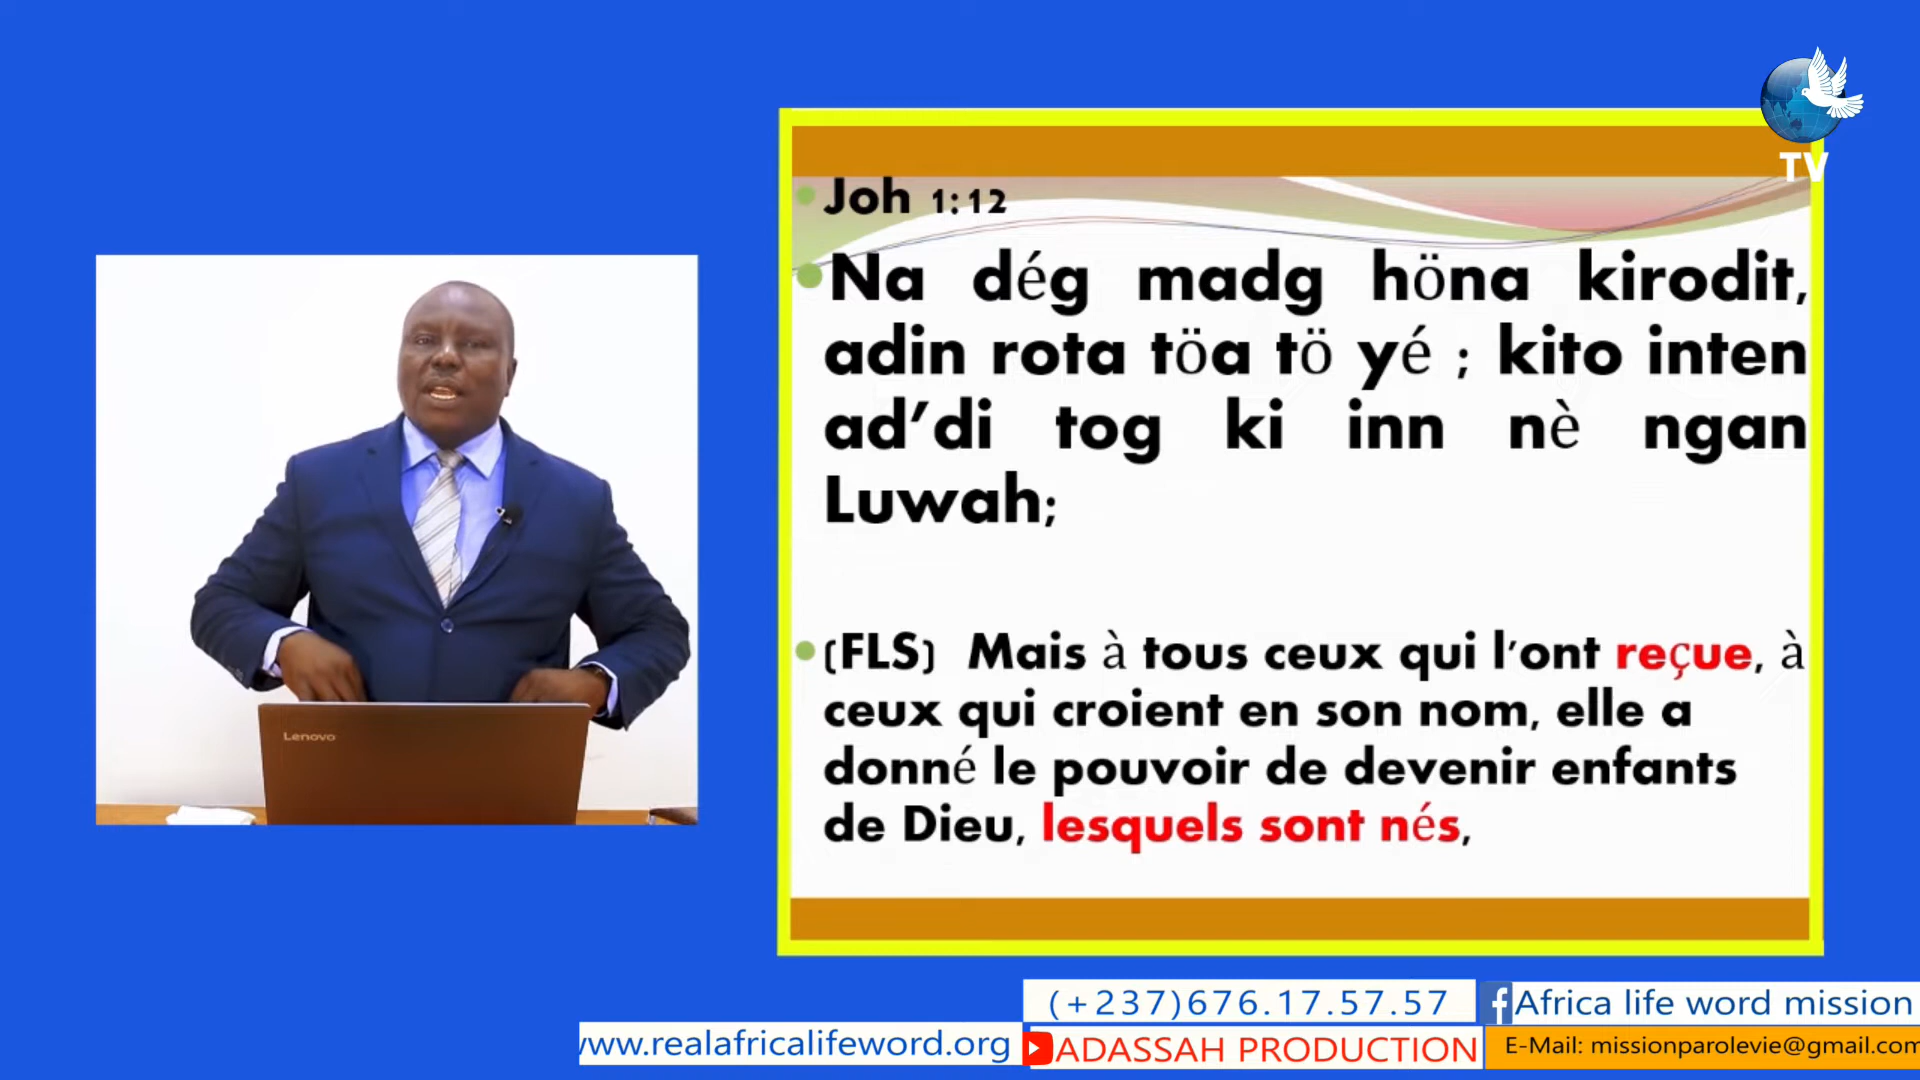 TV
Joh 1:12
Na dég madg höna kirodit,
adin rota töa tö yé ; kito inten
ad’di tog ki inn nè ngan
Luwah;
(FLS) Mais à tous ceux qui l’ont reçue, à
ceux qui croient en son nom, elle a
donné le pouvoir de devenir enfants
de Dieu, lesquels sont nés,
Lenovo
(+237)676.17.57.57
Africa life word mission
www.realafricalifeword.org
ADASSAH PRODUCTION
E-Mail: missionparolevie@gmail.com